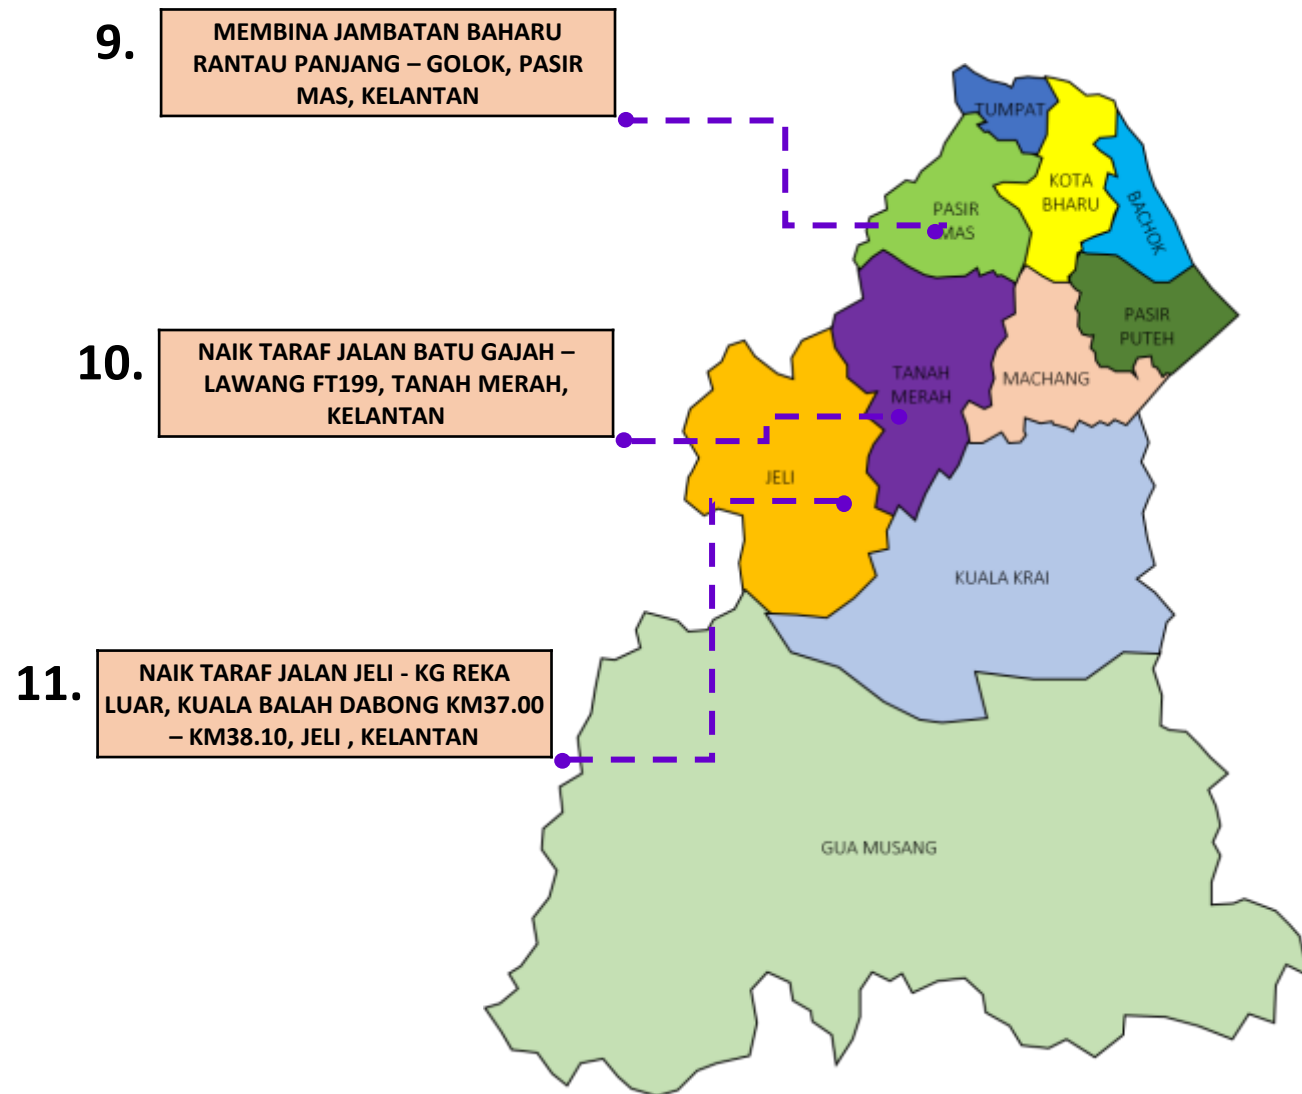 9.
MEMBINA JAMBATAN BAHARU
RANTAU PANJANG – GOLOK, PASIR
MAS, KELANTAN
10.
NAIK TARAF JALAN BATU GAJAH –
LAWANG FT199, TANAH MERAH,
KELANTAN
11.
NAIK TARAF JALAN JELI - KG REKA
LUAR, KUALA BALAH DABONG KM37.00
– KM38.10, JELI , KELANTAN
TUMPAT
KOTA
BHARU
BACHOK
PASIR
MAS
PASIR
PUTEH
TANAH
MERAH
MACHANG
JELI
KUALA KRAI
GUA MUSANG